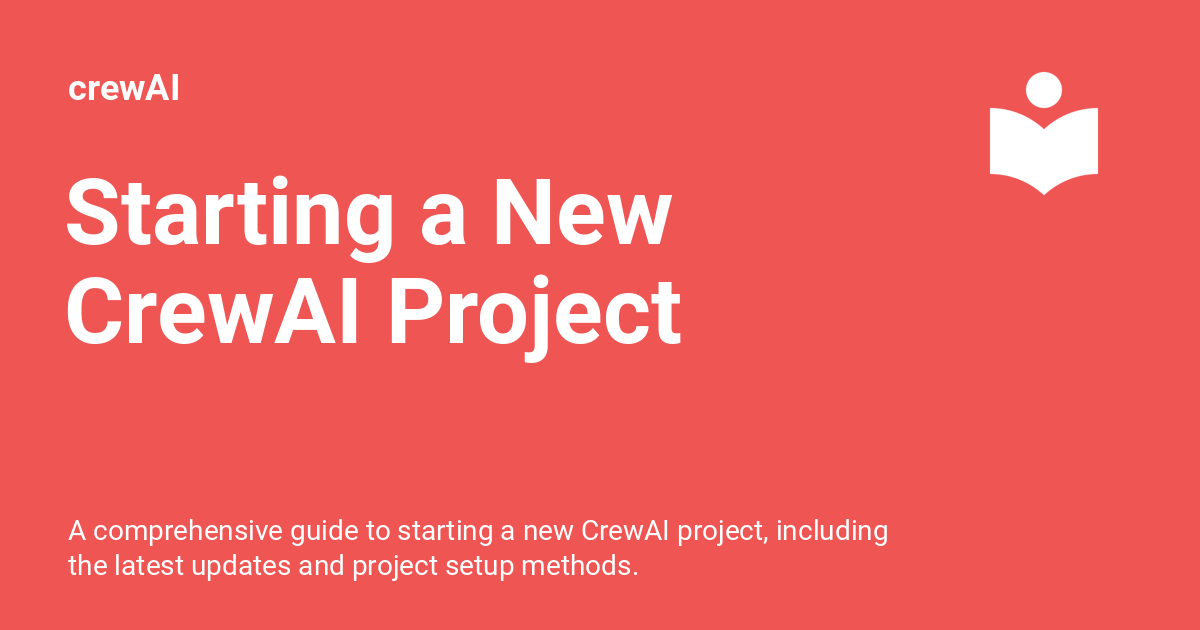 crewAI
Starting a New
CrewAI Project
A comprehensive guide to starting a new CrewAI project, including
the latest updates and project setup methods.